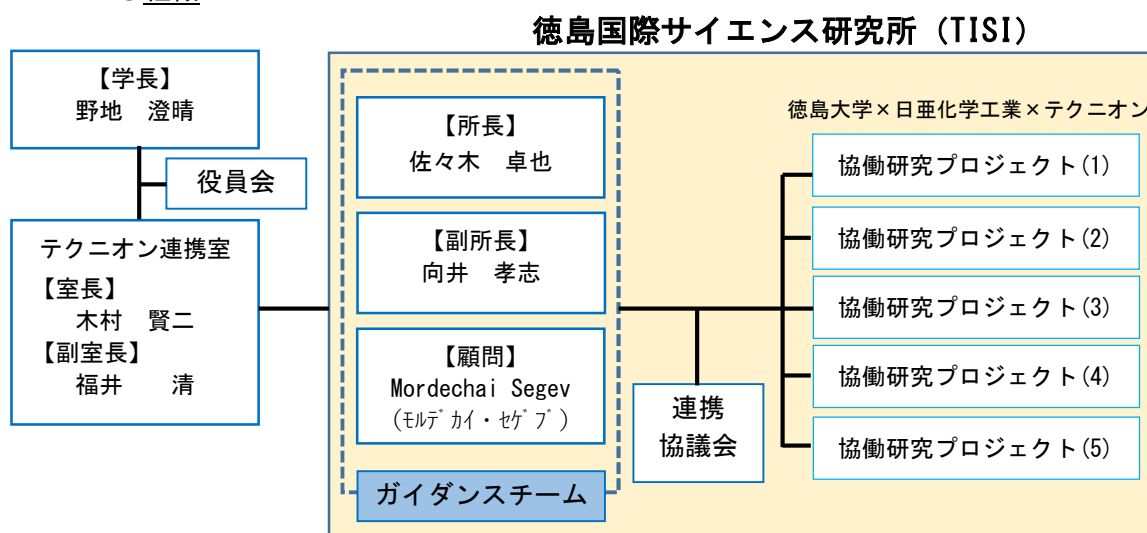 徳島国際サイエンス研究所（TISI）
【学長】
野地　澄晴
役員会
テクニオン連携室
【室長】
木村　賢二
【副室長】
福井　　清
【所長】
佐々木　卓也
【副所長】
向井　孝志
【顧問】
Mordechai Segev
(ﾓﾙﾃﾞｶｲ・ｾｹﾞﾌﾞ)
ガイダンスチーム
連携
協議会
徳島大学×日亜化学工業×テクニオン
協働研究プロジェクト(1)
協働研究プロジェクト(2)
協働研究プロジェクト(3)
協働研究プロジェクト(4)
協働研究プロジェクト(5)